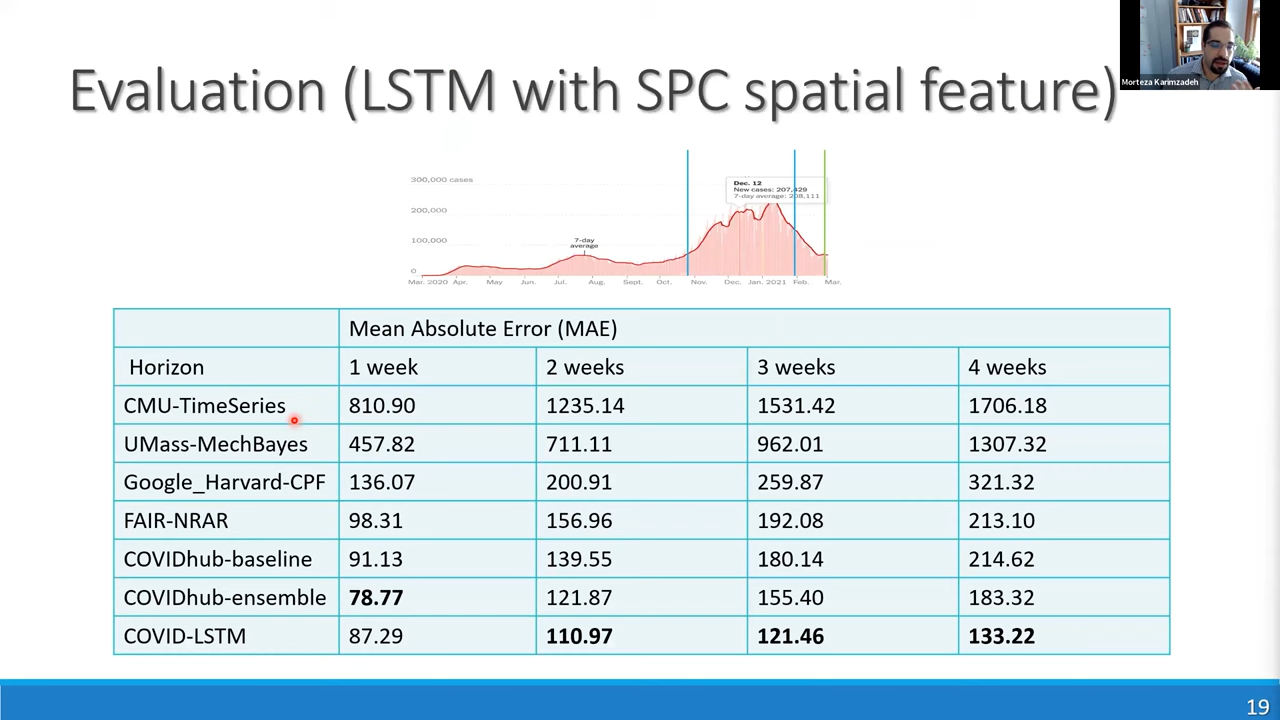 Morteza Karimzadeh
Evaluation (LSTM with SPC spatial feature)
300,000 cases
200,000
100,000
0
7-day
average
Dec. 12
New cases: 207,429
7-day average: 208,111
Mar. 2020 Apr. May Jun. Jul. Aug. Sept. Oct. Nov. Dec. Jan. 2021 Feb. Mar.
Mean Absolute Error (MAE)
Horizon 1 week 2 weeks 3 weeks 4 weeks
CMU-TimeSeries 810.90 1235.14 1531.42 1706.18
UMass-MechBayes 457.82 711.11 962.01 1307.32
Google_Harvard-CPF 136.07 200.91 259.87 321.32
FAIR-NRAR 98.31 156.96 192.08 213.10
COVIDhub-baseline 91.13 139.55 180.14 214.62
COVIDhub-ensemble 78.77 121.87 155.40 183.32
COVID-LSTM 87.29 110.97 121.46 133.22
19